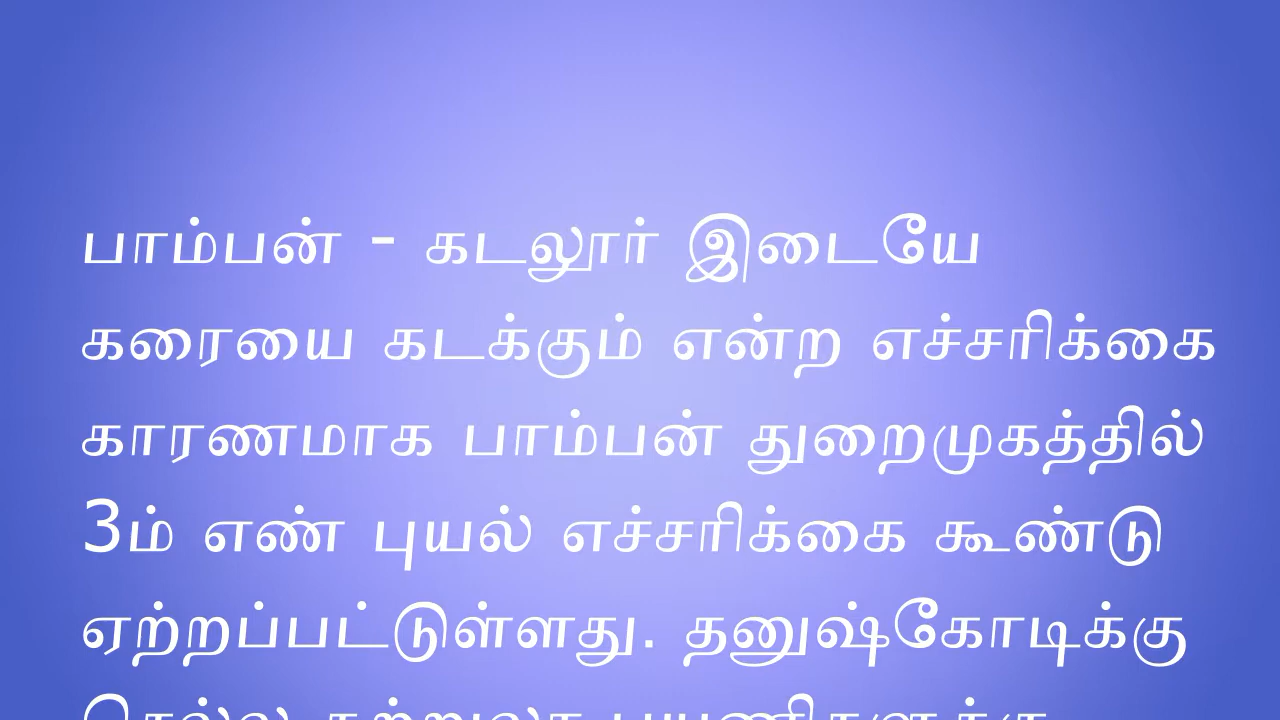 பாம்பன் - கடலூர் இடையே
கரையை கடக்கும் என்ற எச்சரிக்கை
காரணமாக பாம்பன் துறைமுகத்தில்
3ம் எண் புயல் எச்சரிக்கை கூண்டு
ஏற்றப்பட்டுள்ளது. தனுஷ்கோடிக்கு